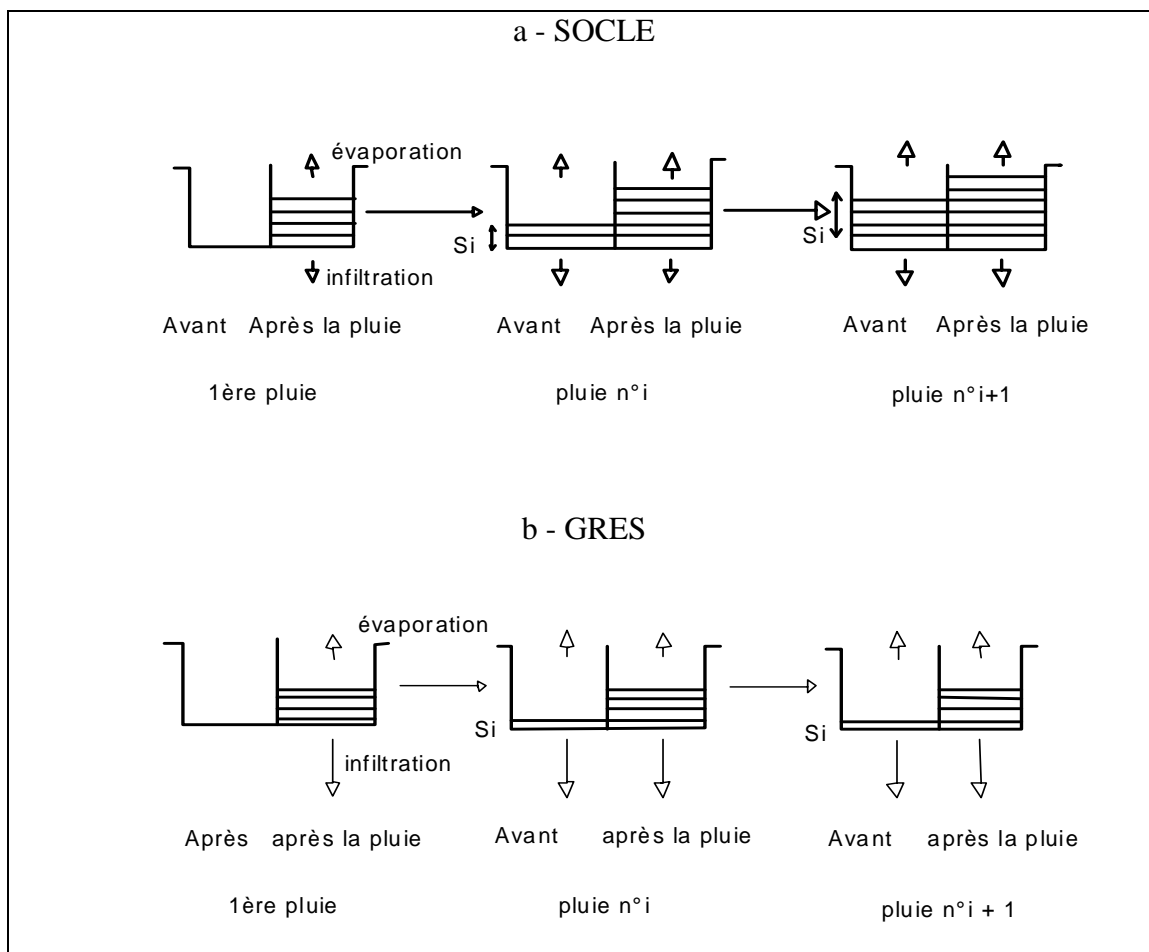 a - SOCLE
évaporation
Si
Si
infiltration
Avant Après la pluie Avant Après la pluie Avant Après la pluie
1ère pluie pluie n°i pluie n°i+1
b - GRES
évaporation
Si
Si
infiltration
Après après la pluie Avant après la pluie Avant après la pluie
1ère pluie pluie n°i pluie n°i + 1